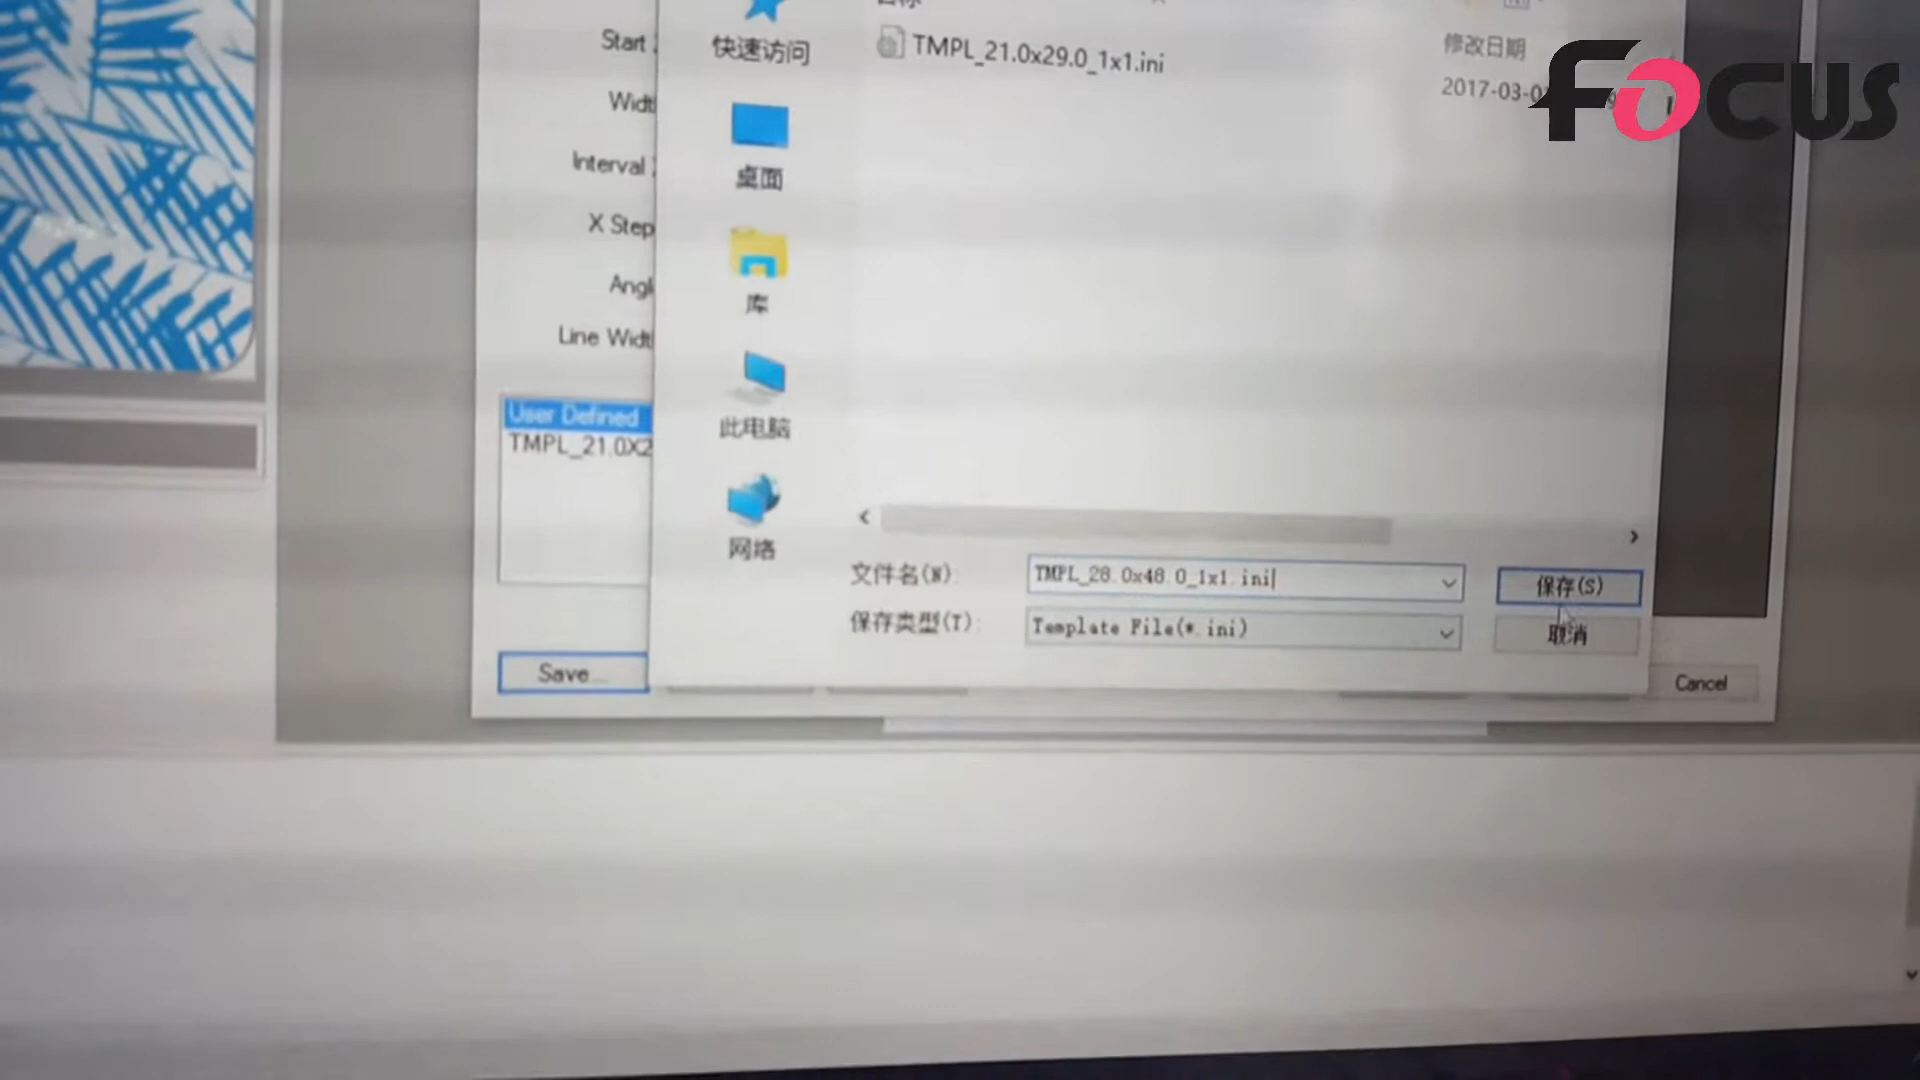 FOCUS
Start
快速访问
TMPL_21.0x29.0_1x1.ini
修改日期
2017-03-0
Widt
桌面
Interval
X Step
库
Angl
Line Widt
此电脑
User Defined
TMPL_21.0X2
网络
文件名(N):
TMPL_28.0x48.0_1x1.ini
保存(S)
保存类型(T):
Template File(*.ini)
取消
Save...
Cancel